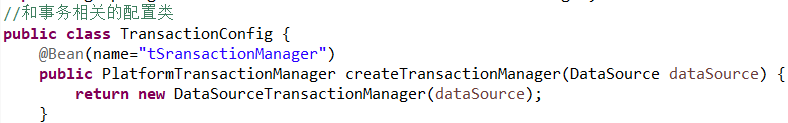 //和事务相关的配置类
public class TransactionConfig {
@Bean(name="tSransactionManager")
public PlatformTransactionManager createTransactionManager(DataSource dataSource) {
return new DataSourceTransactionManager(dataSource);
}